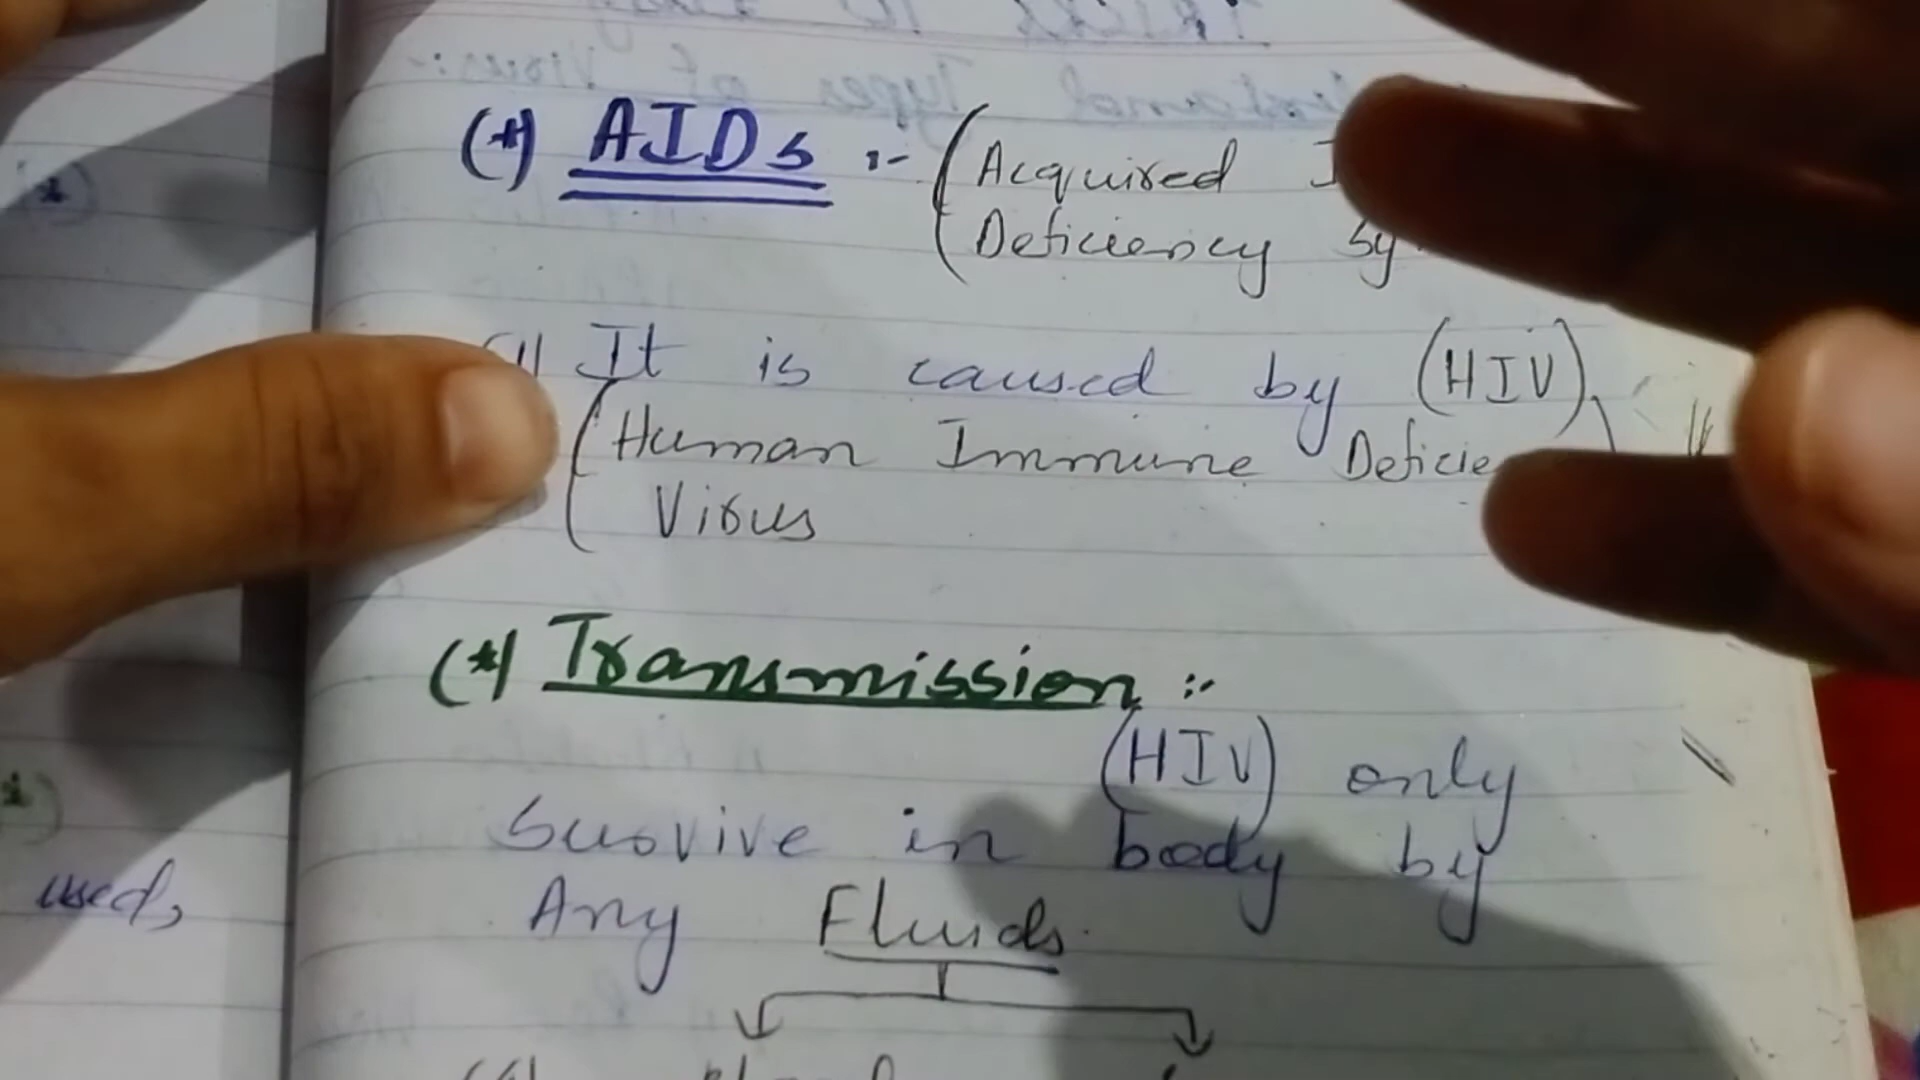 (*) AIDs :- (Acquired
Deficiency
(1) It is caused by (HIV)
(Human Immune
Virus
(*) Transmission :-
(HIV) only
Survive in body by
Any Fluids.
used,